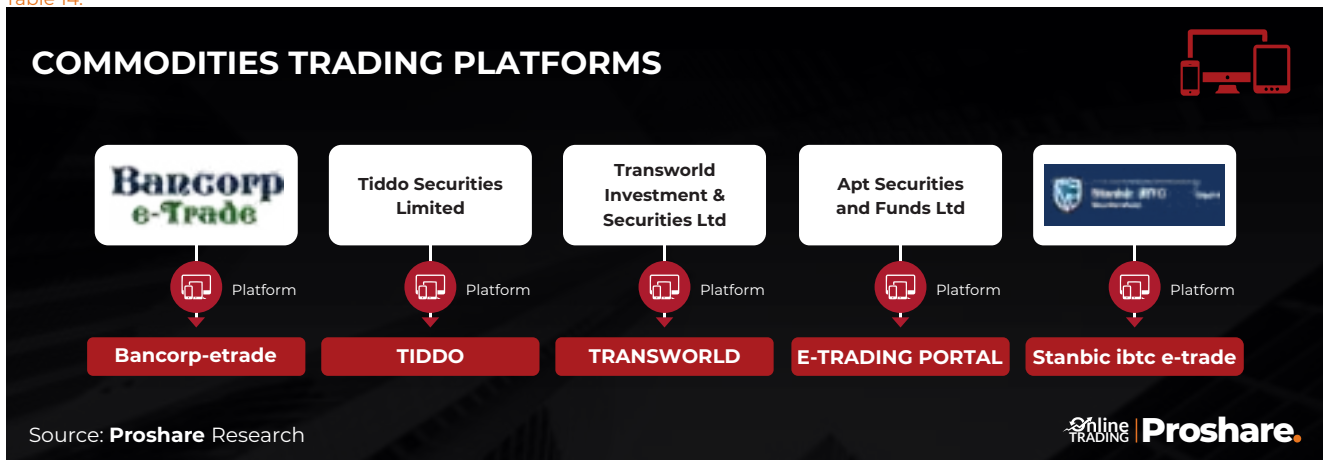 Table 14:
COMMODITIES TRADING PLATFORMS
Bancorp
e-Trade
Tiddo Securities
Limited
Transworld
Investment &
Securities Ltd
Apt Securities
and Funds Ltd
Stanbic IBTC
Platform
Platform
Platform
Platform
Platform
Bancorp-etrade
TIDDO
TRANSWORLD
E-TRADING PORTAL
Stanbic ibtc e-trade
Source: Proshare Research
Online
TRADING
Proshare.